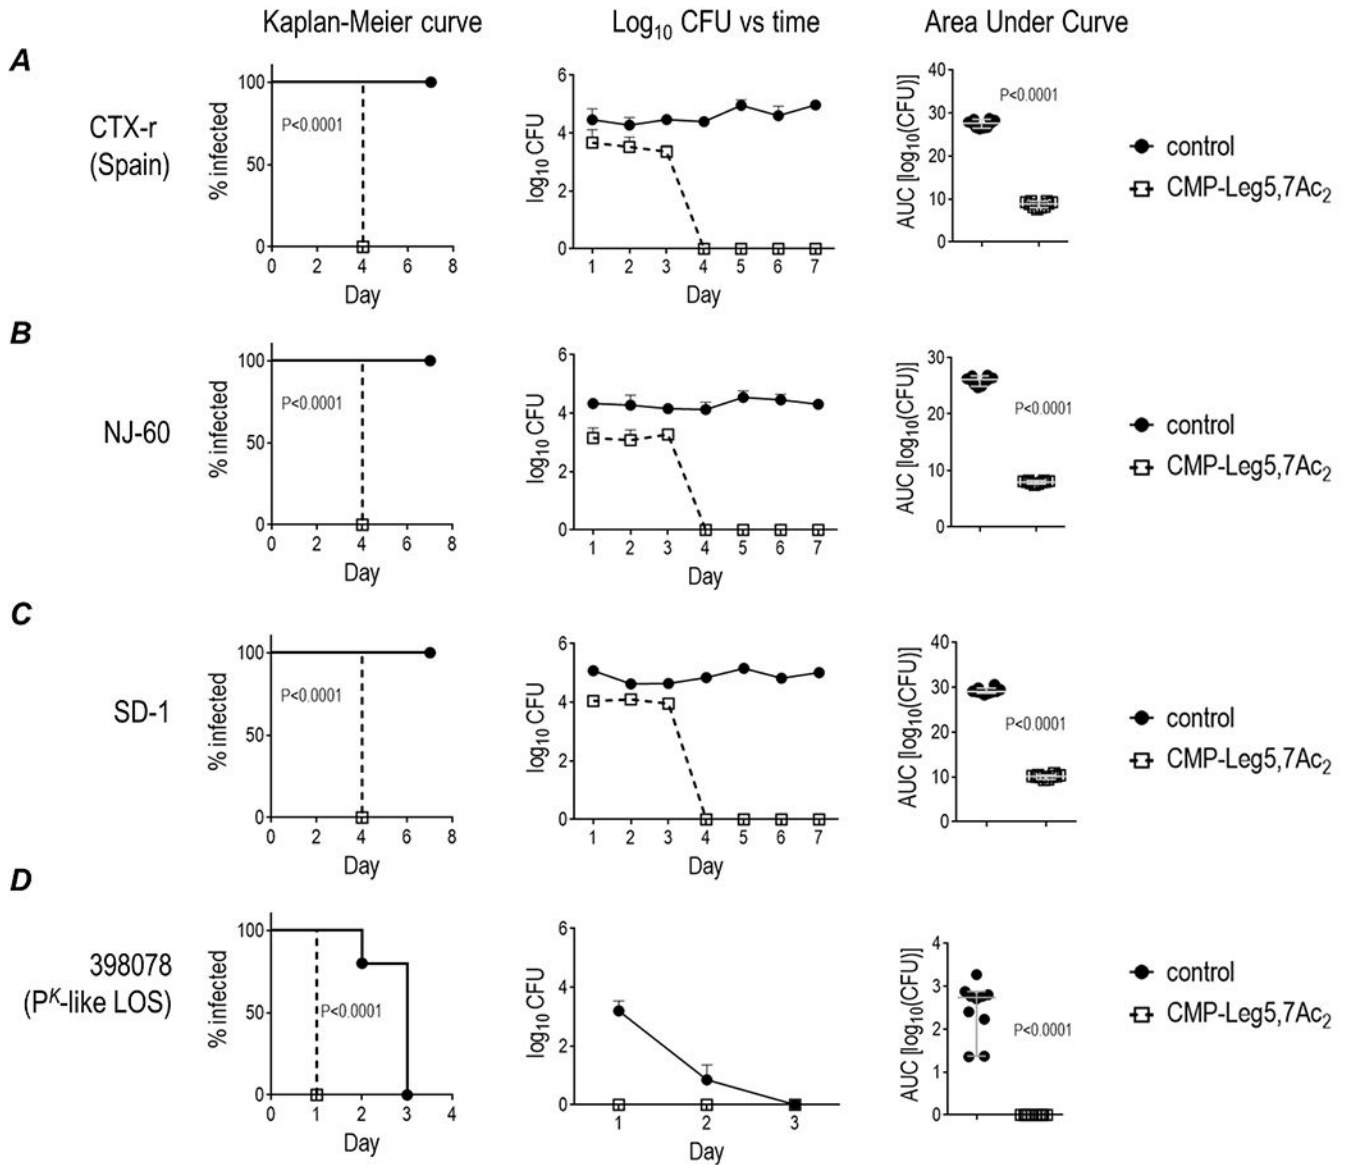 Kaplan-Meier curve
Log10 CFU vs time
Area Under Curve
A
CTX-r
(Spain)
% infected
100
50
0
P<0.0001
0 2 4 6 8
Day
log10 CFU
6
4
2
0
1 2 3 4 5 6 7
Day
AUC [log10(CFU)]
40
30
20
10
0
P<0.0001
control
CMP-Leg5,7Ac2
B
NJ-60
% infected
100
50
0
P<0.0001
0 2 4 6 8
Day
log10 CFU
6
4
2
0
1 2 3 4 5 6 7
Day
AUC [log10(CFU)]
30
20
10
0
P<0.0001
control
CMP-Leg5,7Ac2
C
SD-1
% infected
100
50
0
P<0.0001
0 2 4 6 8
Day
log10 CFU
6
4
2
0
1 2 3 4 5 6 7
Day
AUC [log10(CFU)]
40
30
20
10
0
P<0.0001
control
CMP-Leg5,7Ac2
D
398078
(PK-like LOS)
% infected
100
50
0
P<0.0001
0 1 2 3 4
Day
log10 CFU
6
4
2
0
1 2 3
Day
AUC [log10(CFU)]
4
3
2
1
0
P<0.0001
control
CMP-Leg5,7Ac2